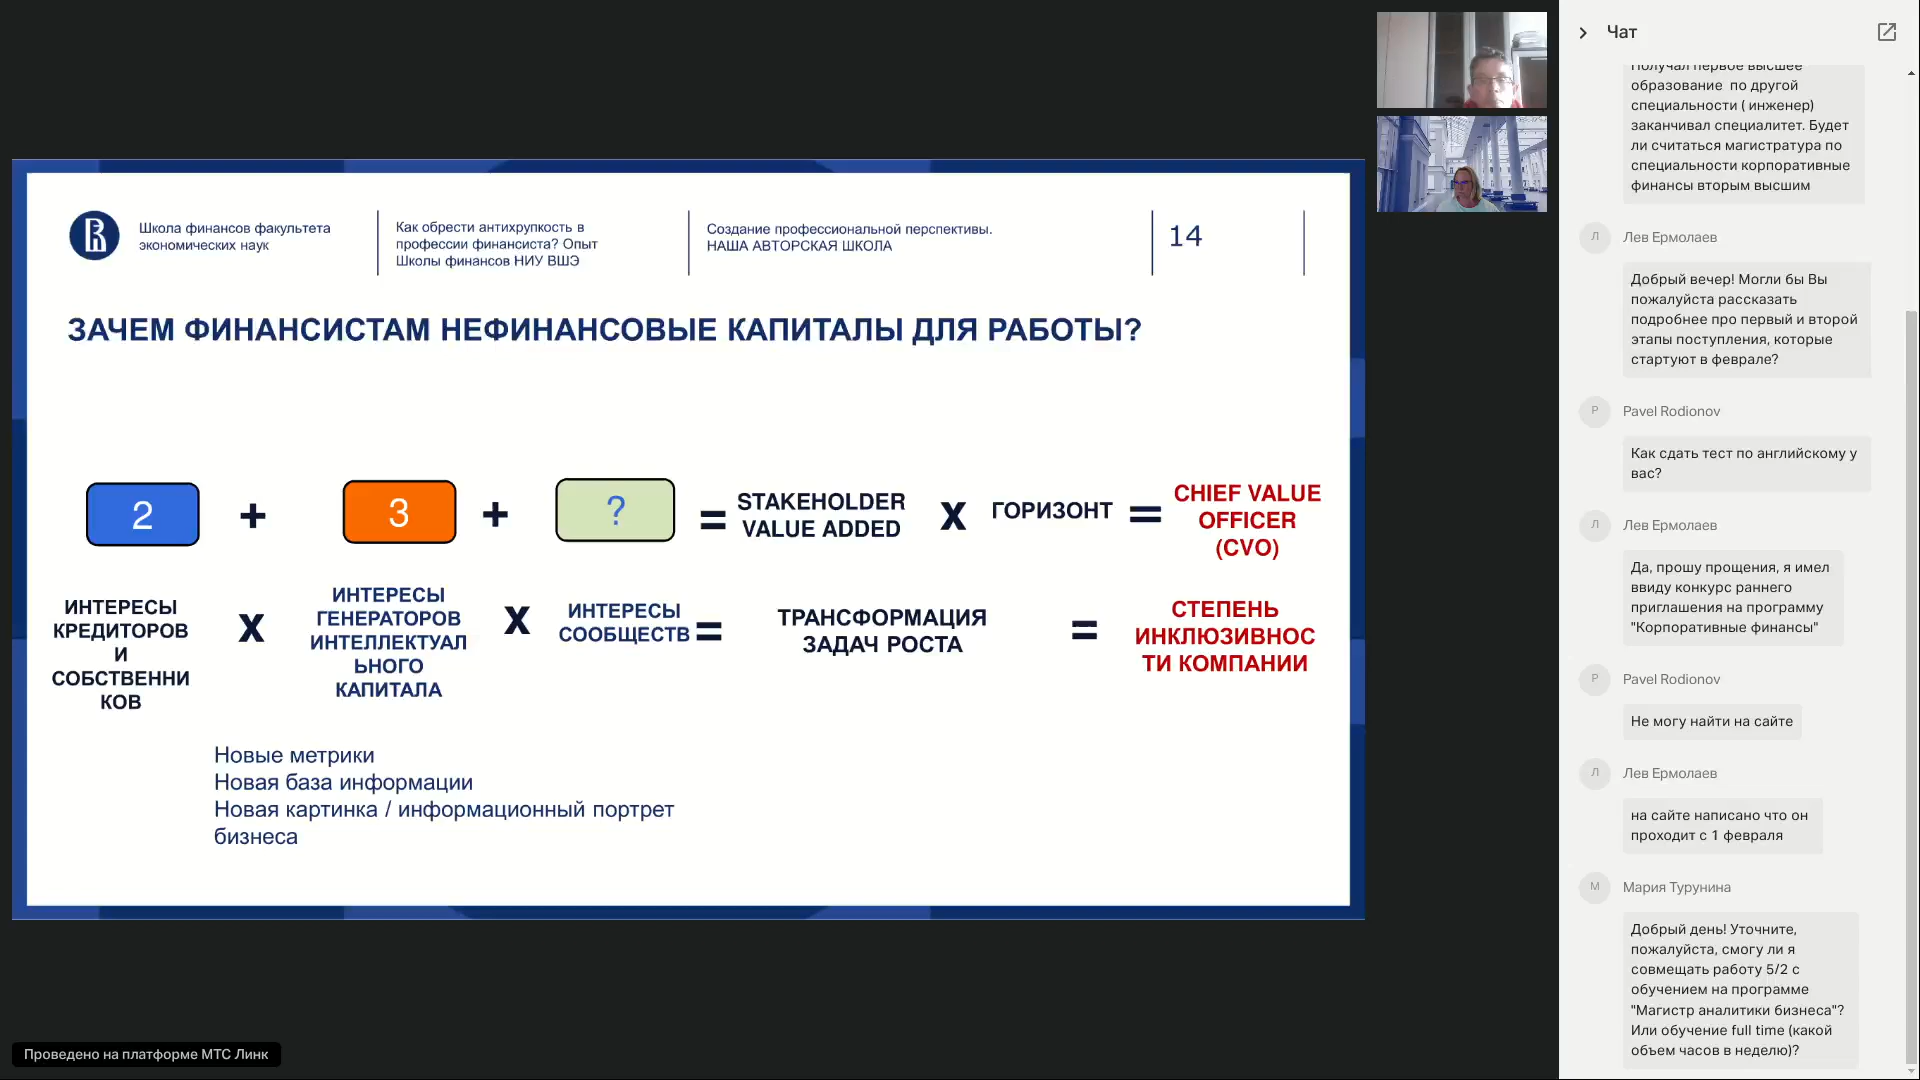 Школа финансов факультета
экономических наук
Как обрести антихрупкость в
профессии финансиста? Опыт
Школы финансов НИУ ВШЭ
Создание профессиональной перспективы.
НАША АВТОРСКАЯ ШКОЛА
14
ЗАЧЕМ ФИНАНСИСТАМ НЕФИНАНСОВЫЕ КАПИТАЛЫ ДЛЯ РАБОТЫ?
2
+
3
+
?
=
STAKEHOLDER
VALUE ADDED
X
ГОРИЗОНТ
=
CHIEF VALUE
OFFICER
(CVO)
ИНТЕРЕСЫ
КРЕДИТОРОВ
И
СОБСТВЕННИ
КОВ
X
ИНТЕРЕСЫ
ГЕНЕРАТОРОВ
ИНТЕЛЛЕКТУАЛ
ЬНОГО
КАПИТАЛА
X
ИНТЕРЕСЫ
СООБЩЕСТВ
=
ТРАНСФОРМАЦИЯ
ЗАДАЧ РОСТА
=
СТЕПЕНЬ
ИНКЛЮЗИВНОС
ТИ КОМПАНИИ
Новые метрики
Новая база информации
Новая картинка / информационный портрет
бизнеса
Проведено на платформе МТС Линк
Чат
Получал первое высшее
образование по другой
специальности ( инженер)
заканчивал специалитет. Будет
ли считаться магистратура по
специальности корпоративные
финансы вторым высшим
Л
Лев Ермолаев
Добрый вечер! Могли бы Вы
пожалуйста рассказать
подробнее про первый и второй
этапы поступления, которые
стартуют в феврале?
P
Pavel Rodionov
Как сдать тест по английскому у
вас?
Л
Лев Ермолаев
Да, прошу прощения, я имел
ввиду конкурс раннего
приглашения на программу
"Корпоративные финансы"
P
Pavel Rodionov
Не могу найти на сайте
Л
Лев Ермолаев
на сайте написано что он
проходит с 1 февраля
М
Мария Турунина
Добрый день! Уточните,
пожалуйста, смогу ли я
совмещать работу 5/2 с
обучением на программе
"Магистр аналитики бизнеса"?
Или обучение full time (какой
объем часов в неделю)?